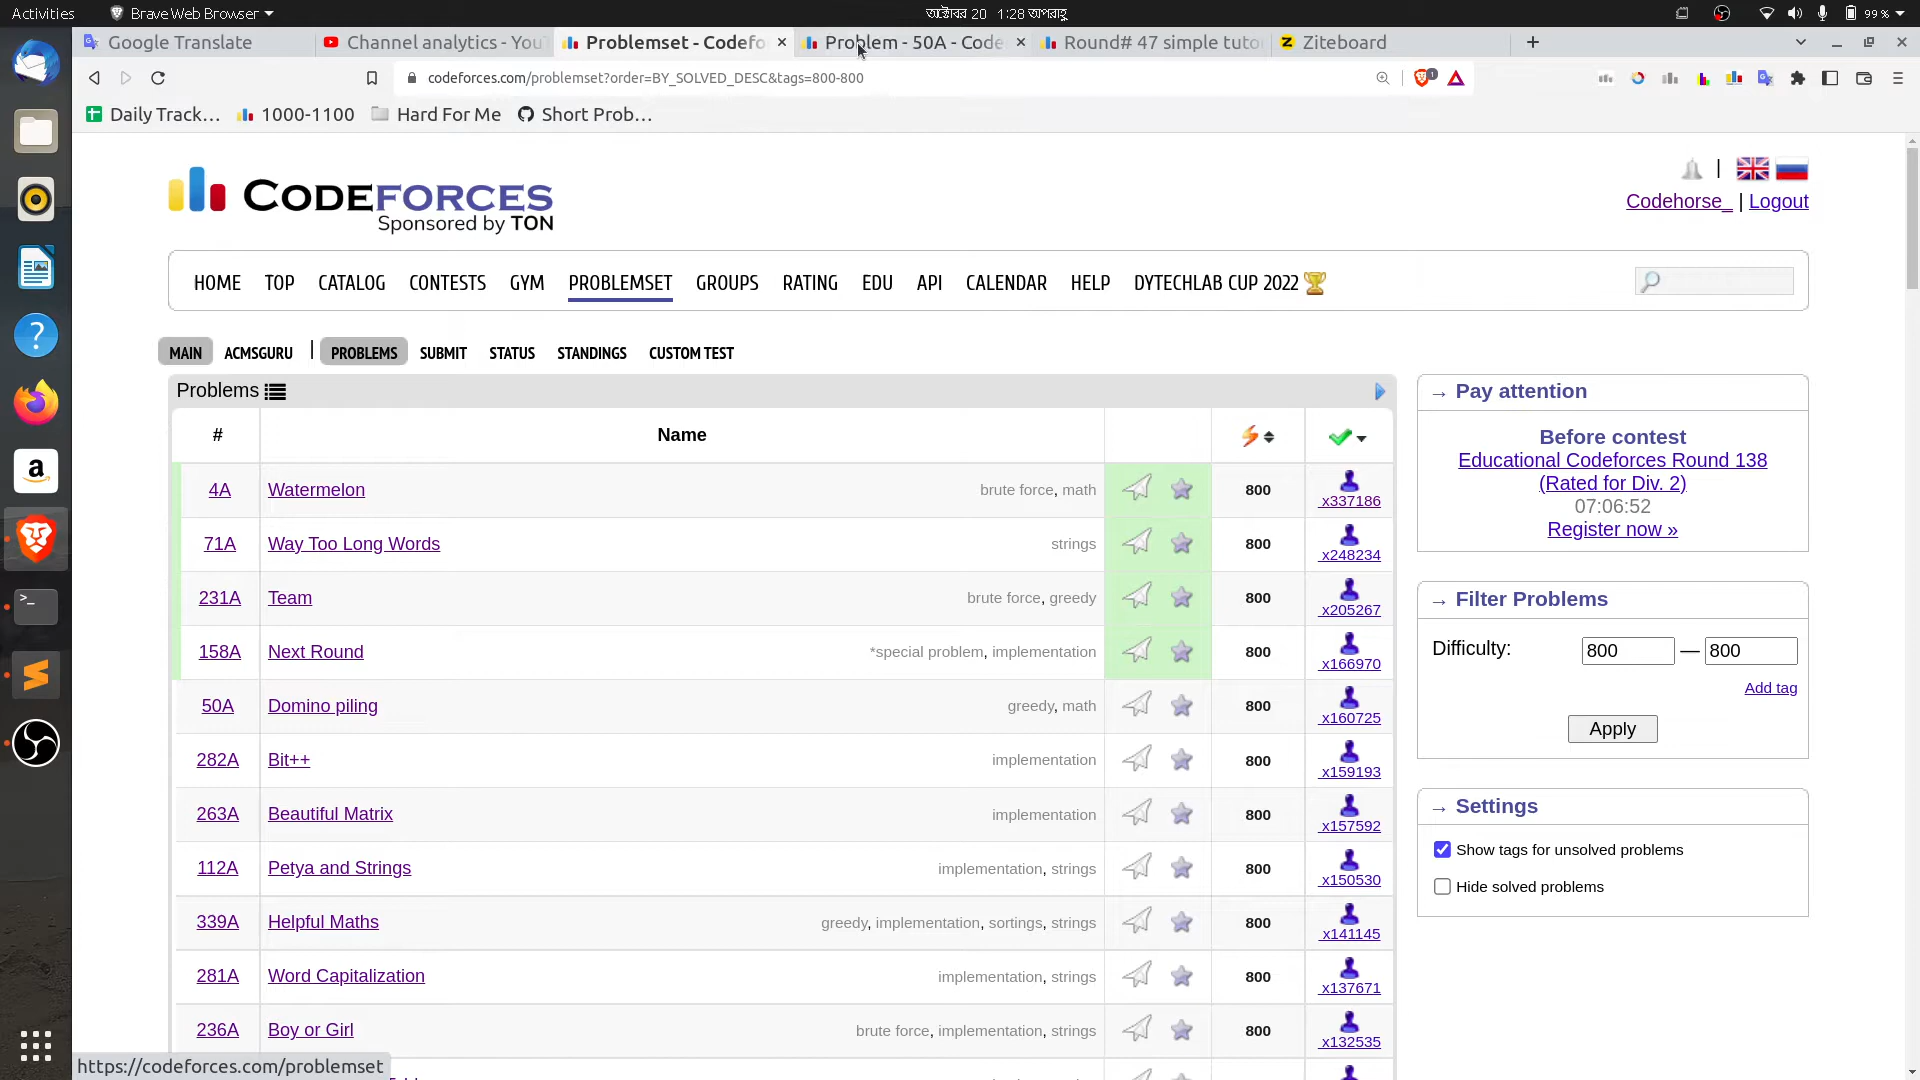 Activities Brave Web Browser অক্টোবর 20 1:28 অপরাহ্ন 99 %
Google Translate Channel analytics - You Problemset - Codefo Problem - 50A - Code Round# 47 simple tuto Ziteboard
codeforces.com/problemset?order=BY_SOLVED_DESC&tags=800-800 1
Daily Track... 1000-1100 Hard For Me Short Prob...
CODEFORCES
Sponsored by TON
Codehorse_ | Logout
HOME TOP CATALOG CONTESTS GYM PROBLEMSET GROUPS RATING EDU API CALENDAR HELP DYTECHLAB CUP 2022
MAIN ACMSGURU | PROBLEMS SUBMIT STATUS STANDINGS CUSTOM TEST
Problems
# Name
4A Watermelon brute force, math 800 x337186
71A Way Too Long Words strings 800 x248234
231A Team brute force, greedy 800 x205267
158A Next Round *special problem, implementation 800 x166970
50A Domino piling greedy, math 800 x160725
282A Bit++ implementation 800 x159193
263A Beautiful Matrix implementation 800 x157592
112A Petya and Strings implementation, strings 800 x150530
339A Helpful Maths greedy, implementation, sortings, strings 800 x141145
281A Word Capitalization implementation, strings 800 x137671
236A Boy or Girl brute force, implementation, strings 800 x132535
→ Pay attention
Before contest
Educational Codeforces Round 138
(Rated for Div. 2)
07:06:52
Register now »
→ Filter Problems
Difficulty: 800 — 800
Add tag
Apply
→ Settings
Show tags for unsolved problems
Hide solved problems
https://codeforces.com/problemset